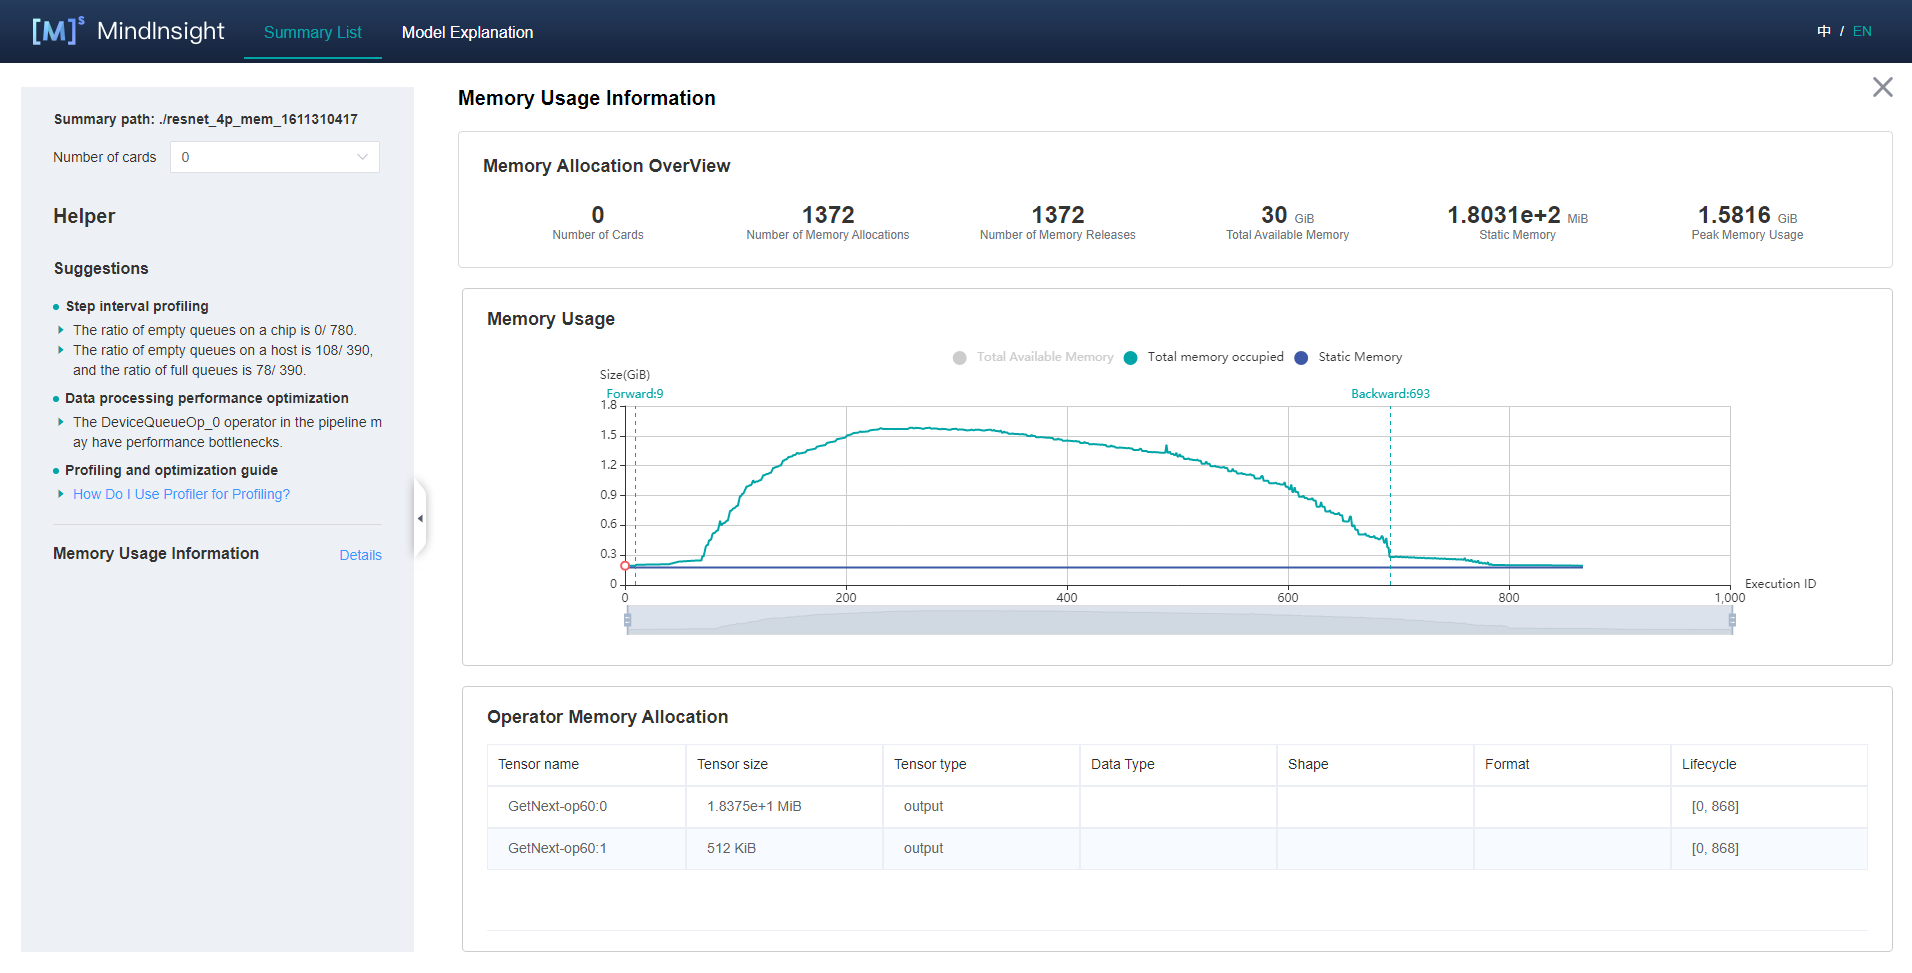 [M]s MindInsight Summary List Model Explanation 中 / EN
Summary path: ./resnet_4p_mem_1611310417
Number of cards 0
Helper
Suggestions
Step interval profiling
The ratio of empty queues on a chip is 0/ 780.
The ratio of empty queues on a host is 108/ 390,
and the ratio of full queues is 78/ 390.
Data processing performance optimization
The DeviceQueueOp_0 operator in the pipeline m
ay have performance bottlenecks.
Profiling and optimization guide
How Do I Use Profiler for Profiling?
Memory Usage Information Details
Memory Usage Information
Memory Allocation OverView
0 1372 1372 30 GiB 1.8031e+2 MiB 1.5816 GiB
Number of Cards Number of Memory Allocations Number of Memory Releases Total Available Memory Static Memory Peak Memory Usage
Memory Usage
Total Available Memory Total memory occupied Static Memory
Size(GiB)
Forward:9 Backward:693
1.8
1.5
1.2
0.9
0.6
0.3
0
Execution ID
0 200 400 600 800 1,000
Operator Memory Allocation
Tensor name Tensor size Tensor type Data Type Shape Format Lifecycle
GetNext-op60:0 1.8375e+1 MiB output [0, 868]
GetNext-op60:1 512 KiB output [0, 868]